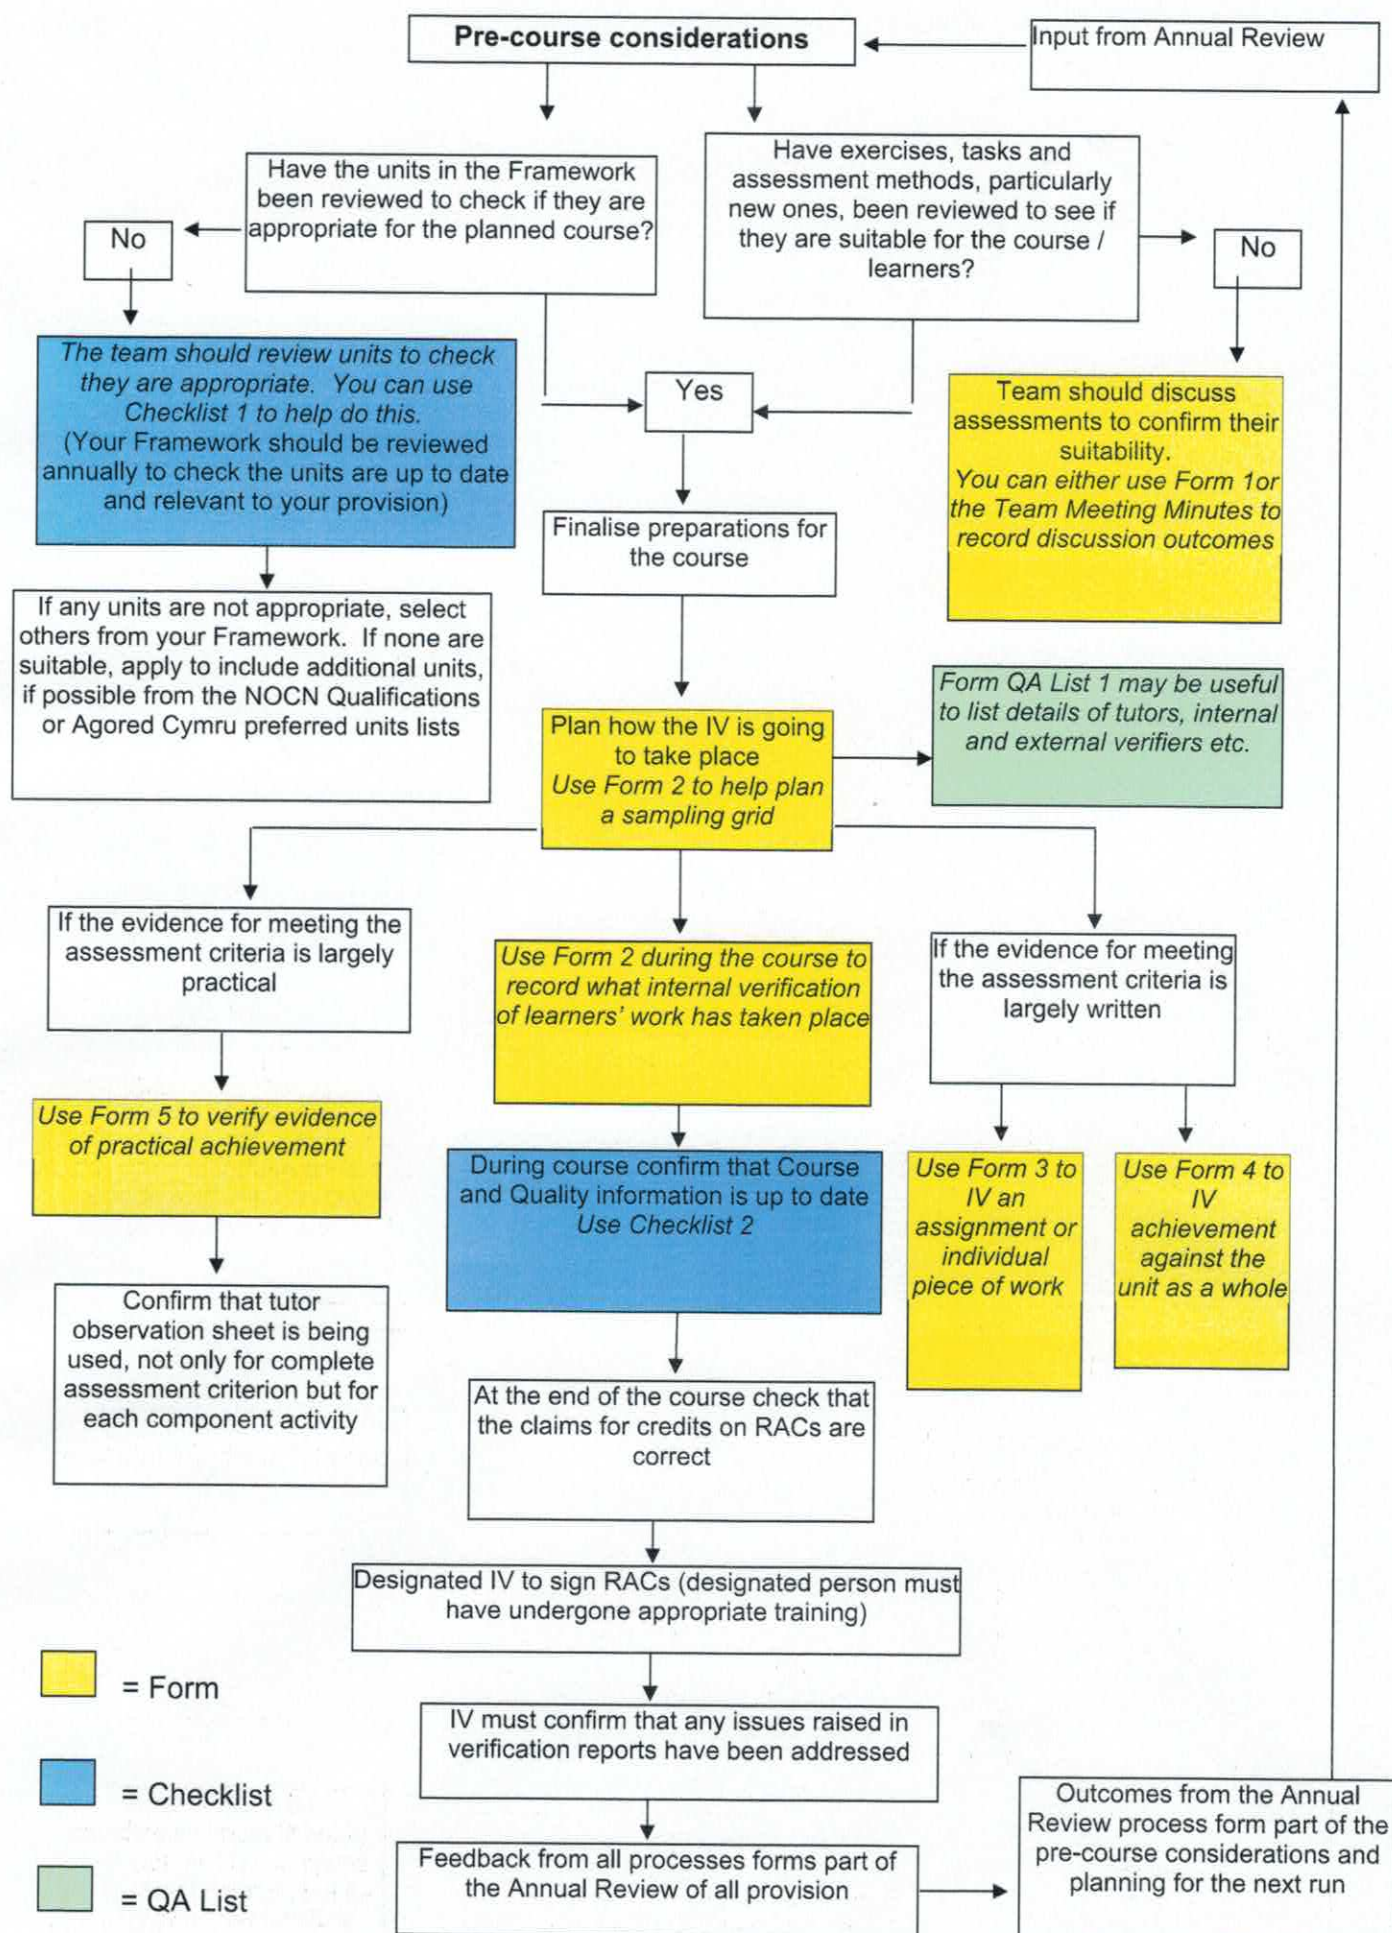 Pre-course considerations
Input from Annual Review
Have the units in the Framework
been reviewed to check if they are
appropriate for the planned course?
Have exercises, tasks and
assessment methods, particularly
new ones, been reviewed to see if
they are suitable for the course /
learners?
No
No
The team should review units to check
they are appropriate. You can use
Checklist 1 to help do this.
(Your Framework should be reviewed
annually to check the units are up to date
and relevant to your provision)
Yes
Team should discuss
assessments to confirm their
suitability.
You can either use Form 1or
the Team Meeting Minutes to
record discussion outcomes
Finalise preparations for
the course
If any units are not appropriate, select
others from your Framework. If none are
suitable, apply to include additional units,
if possible from the NOCN Qualifications
or Agored Cymru preferred units lists
Plan how the IV is going
to take place
Use Form 2 to help plan
a sampling grid
Form QA List 1 may be useful
to list details of tutors, internal
and external verifiers etc.
If the evidence for meeting the
assessment criteria is largely
practical
Use Form 2 during the course to
record what internal verification
of learners' work has taken place
If the evidence for meeting
the assessment criteria is
largely written
Use Form 5 to verify evidence
of practical achievement
During course confirm that Course
and Quality information is up to date
Use Checklist 2
Use Form 3 to
IV an
assignment or
individual
piece of work
Use Form 4 to
IV
achievement
against the
unit as a whole
Confirm that tutor
observation sheet is being
used, not only for complete
assessment criterion but for
each component activity
At the end of the course check that
the claims for credits on RACs are
correct
Designated IV to sign RACs (designated person must
have undergone appropriate training)
= Form
IV must confirm that any issues raised in
verification reports have been addressed
= Checklist
Outcomes from the Annual
Review process form part of the
pre-course considerations and
planning for the next run
Feedback from all processes forms part of
the Annual Review of all provision
= QA List